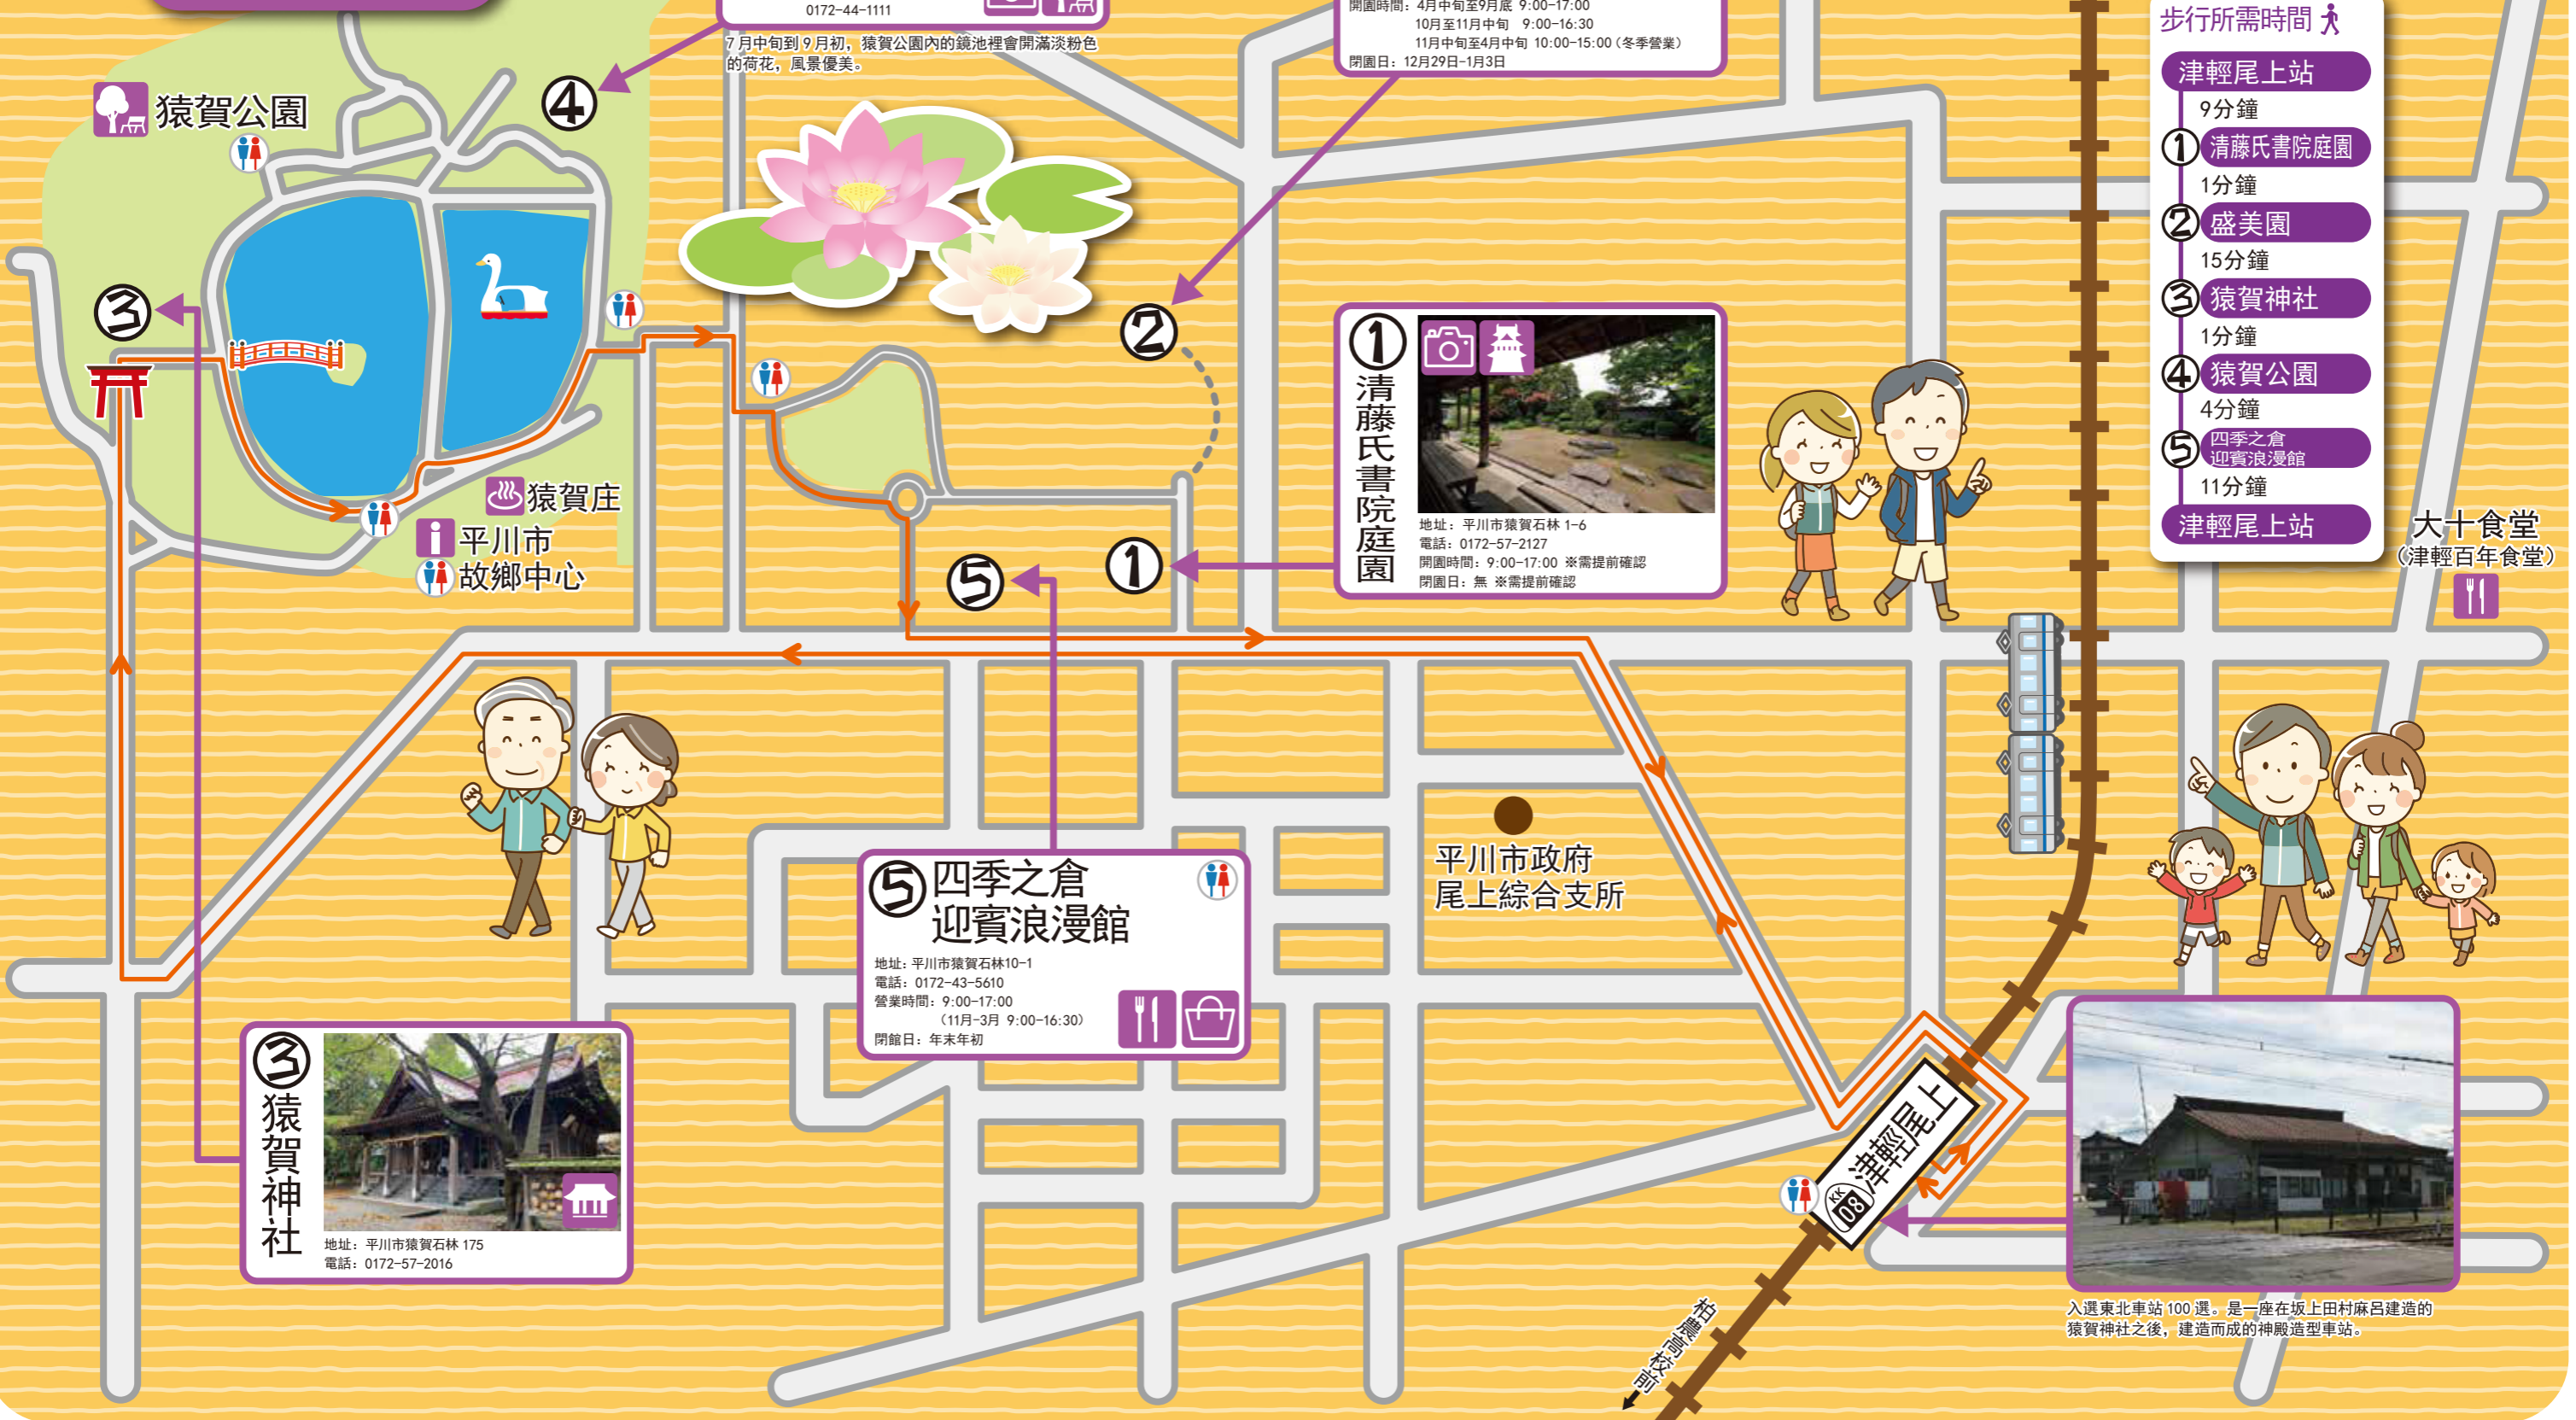 0172-44-1111
7月中旬到9月初，猿賀公園內的鏡池裡會開滿淡粉色
的荷花，風景優美。
開園時間：4月中旬至9月底 9:00-17:00
10月至11月中旬 9:00-16:30
11月中旬至4月中旬 10:00-15:00（冬季營業）
閉園日：12月29日-1月3日
步行所需時間
津輕尾上站
9分鐘
①清藤氏書院庭園
1分鐘
②盛美園
15分鐘
③猿賀神社
1分鐘
④猿賀公園
4分鐘
⑤四季之倉
迎賓浪漫館
11分鐘
津輕尾上站
猿賀公園
④
③
②
①
清藤氏書院庭園
地址：平川市猿賀石林 1-6
電話：0172-57-2127
開園時間：9:00-17:00 ※需提前確認
閉園日：無 ※需提前確認
大十食堂
（津輕百年食堂）
猿賀庄
平川市
故鄉中心
⑤
①
平川市政府
尾上綜合支所
⑤四季之倉
迎賓浪漫館
地址：平川市猿賀石林10-1
電話：0172-43-5610
營業時間：9:00-17:00
（11月-3月 9:00-16:30）
閉館日：年末年初
③
猿賀神社
地址：平川市猿賀石林 175
電話：0172-57-2016
津輕尾上
KK
08
入選東北車站 100 選。是一座在坂上田村麻呂建造的
猿賀神社之後，建造而成的神殿造型車站。
柏農高校前